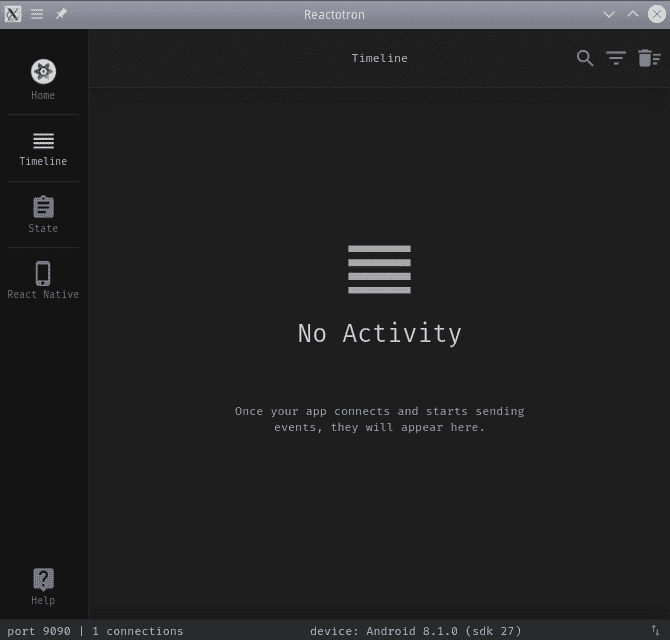 Reactotron
Timeline
Home
Timeline
State
React Native
No Activity
Once your app connects and starts sending
events, they will appear here.
Help
port 9090 | 1 connections
device: Android 8.1.0 (sdk 27)